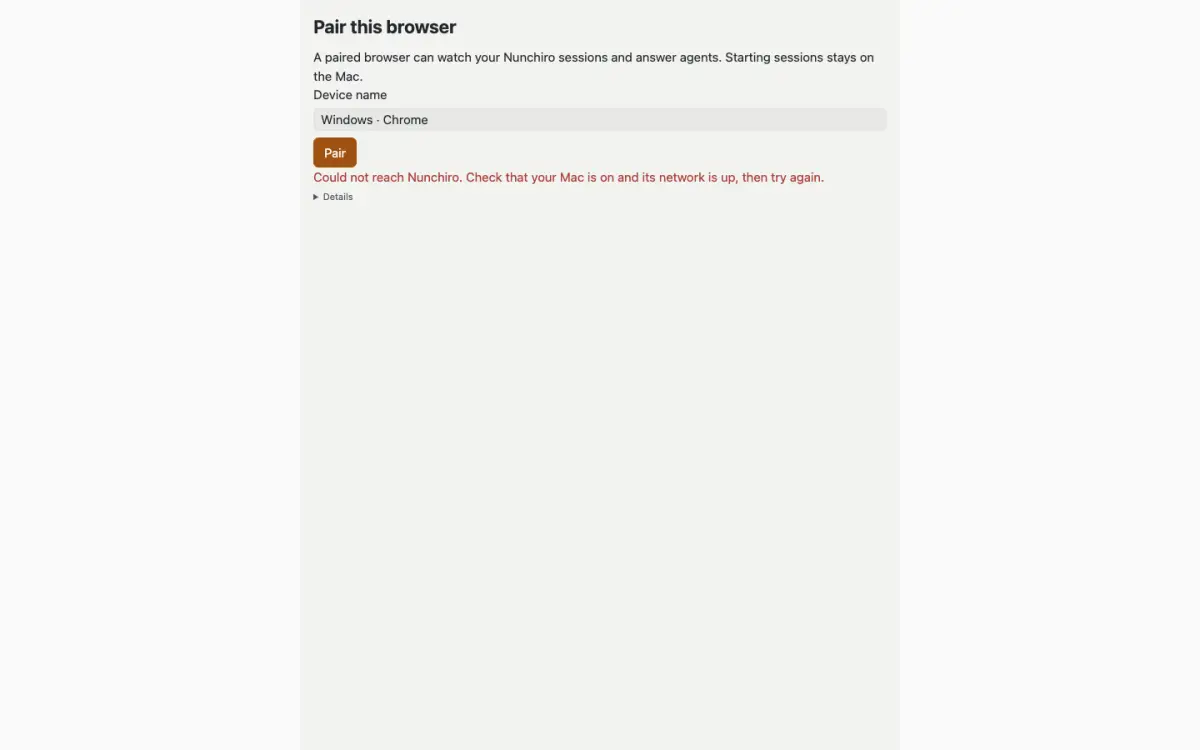 Pair this browser
A paired browser can watch your Nunchiro sessions and answer agents. Starting sessions stays on
the Mac.
Device name
Windows · Chrome
Pair
Could not reach Nunchiro. Check that your Mac is on and its network is up, then try again.
Details